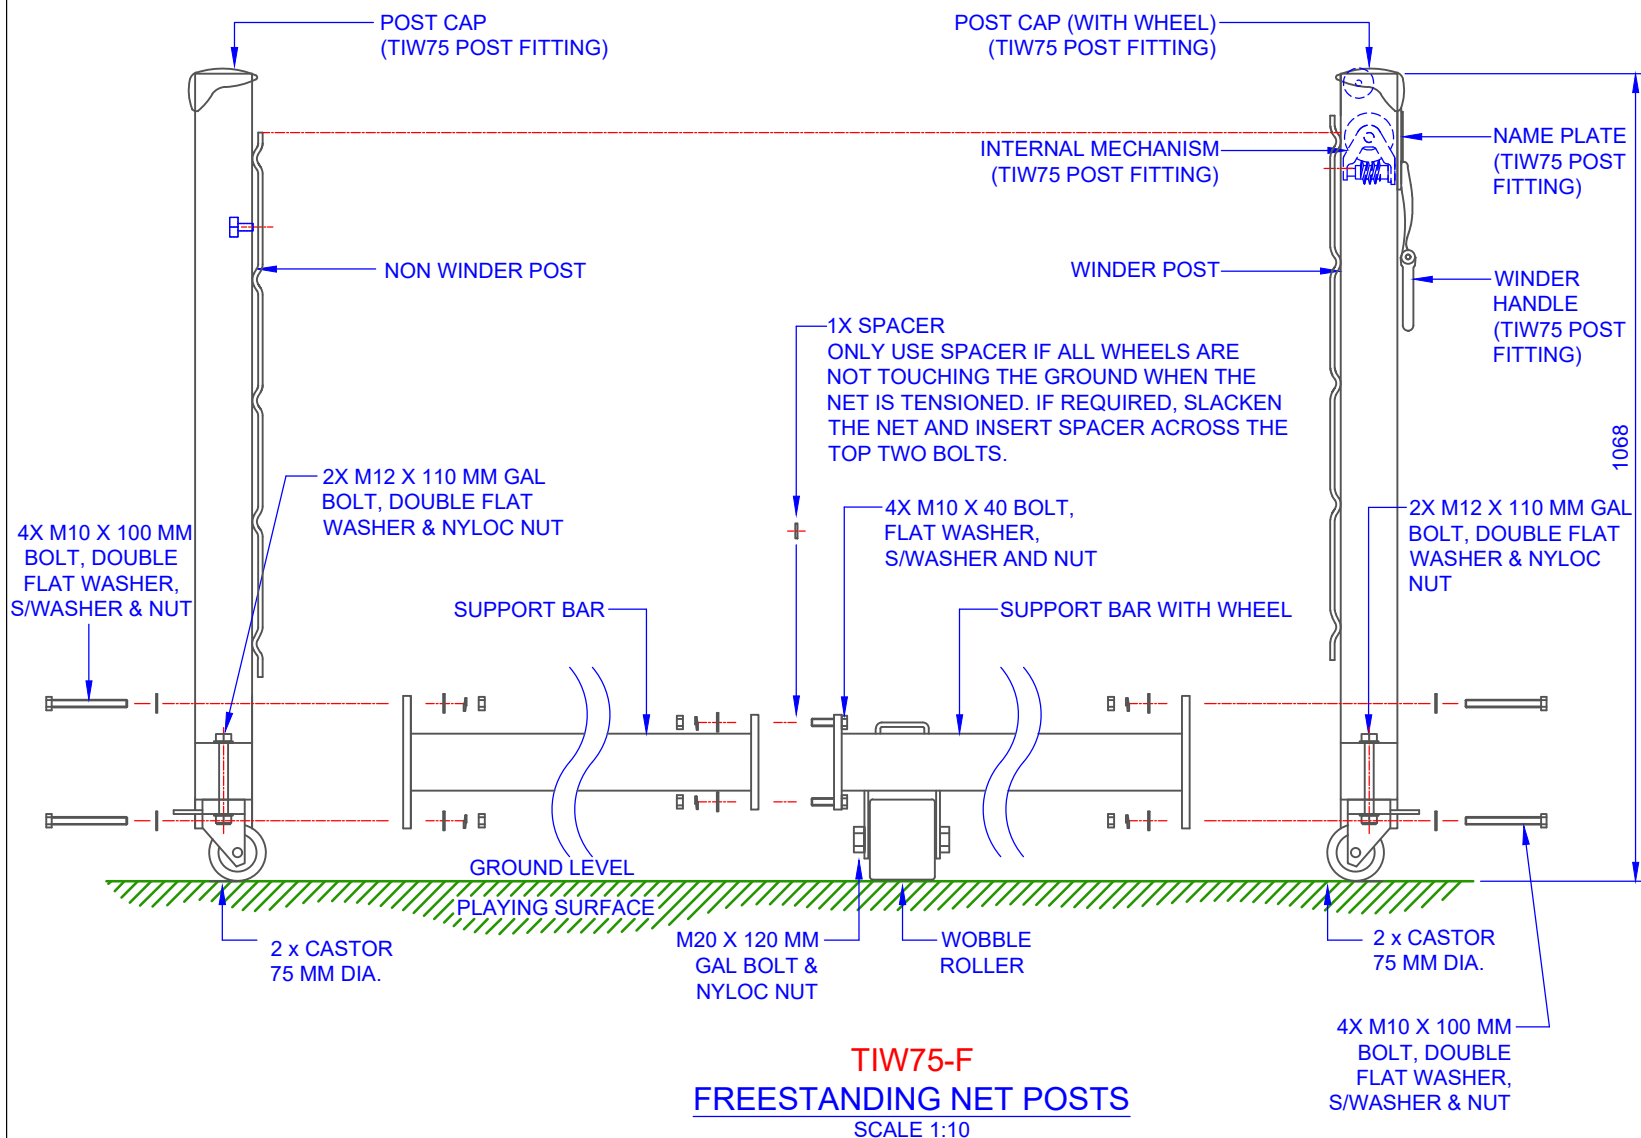 POST CAP
(TIW75 POST FITTING)
POST CAP (WITH WHEEL)
(TIW75 POST FITTING)
INTERNAL MECHANISM
(TIW75 POST FITTING)
NAME PLATE
(TIW75 POST
FITTING)
NON WINDER POST
WINDER POST
WINDER
HANDLE
(TIW75 POST
FITTING)
1X SPACER
ONLY USE SPACER IF ALL WHEELS ARE
NOT TOUCHING THE GROUND WHEN THE
NET IS TENSIONED. IF REQUIRED, SLACKEN
THE NET AND INSERT SPACER ACROSS THE
TOP TWO BOLTS.
1068
2X M12 X 110 MM GAL
BOLT, DOUBLE FLAT
WASHER & NYLOC NUT
4X M10 X 100 MM
BOLT, DOUBLE
FLAT WASHER,
S/WASHER & NUT
4X M10 X 40 BOLT,
FLAT WASHER,
S/WASHER AND NUT
2X M12 X 110 MM GAL
BOLT, DOUBLE FLAT
WASHER & NYLOC
NUT
SUPPORT BAR
SUPPORT BAR WITH WHEEL
GROUND LEVEL
PLAYING SURFACE
2 x CASTOR
75 MM DIA.
M20 X 120 MM
GAL BOLT &
NYLOC NUT
WOBBLE
ROLLER
2 x CASTOR
75 MM DIA.
4X M10 X 100 MM
BOLT, DOUBLE
FLAT WASHER,
S/WASHER & NUT
TIW75-F
FREESTANDING NET POSTS
SCALE 1:10